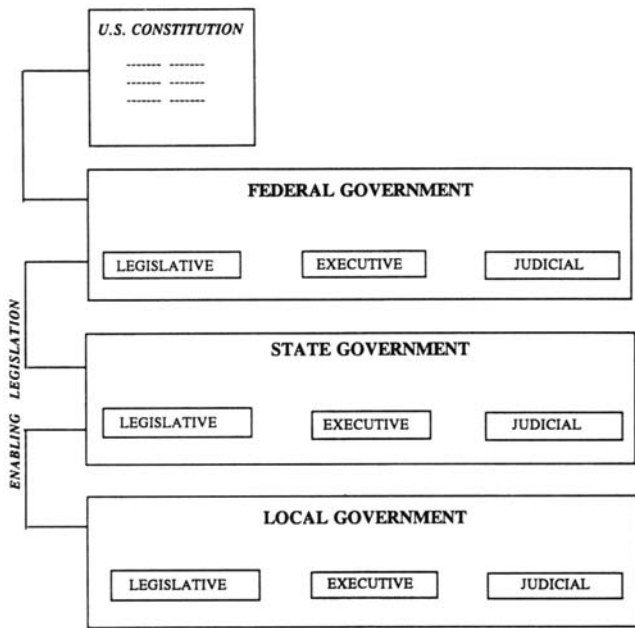 U.S. CONSTITUTION
FEDERAL GOVERNMENT
LEGISLATIVE EXECUTIVE JUDICIAL
ENABLING LEGISLATION
STATE GOVERNMENT
LEGISLATIVE EXECUTIVE JUDICIAL
LOCAL GOVERNMENT
LEGISLATIVE EXECUTIVE JUDICIAL